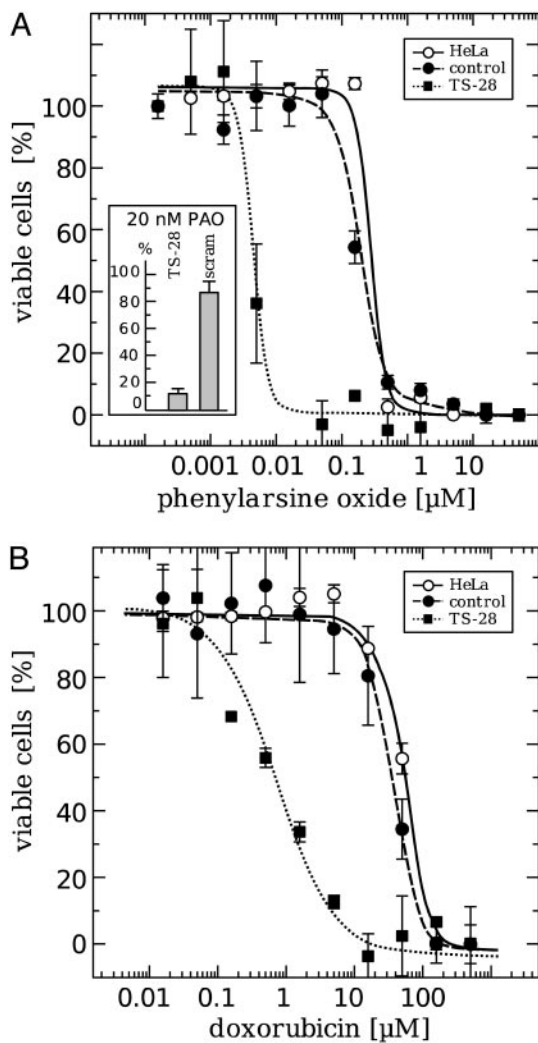 A
HeLa
control
TS-28
100
80
60
40
20
0
viable cells [%]
20 nM PAO
%
TS-28
scram
100
80
60
40
20
0
0.001 0.01 0.1 1 10
phenylarsine oxide [µM]
B
HeLa
control
TS-28
100
80
60
40
20
0
viable cells [%]
0.01 0.1 1 10 100
doxorubicin [µM]